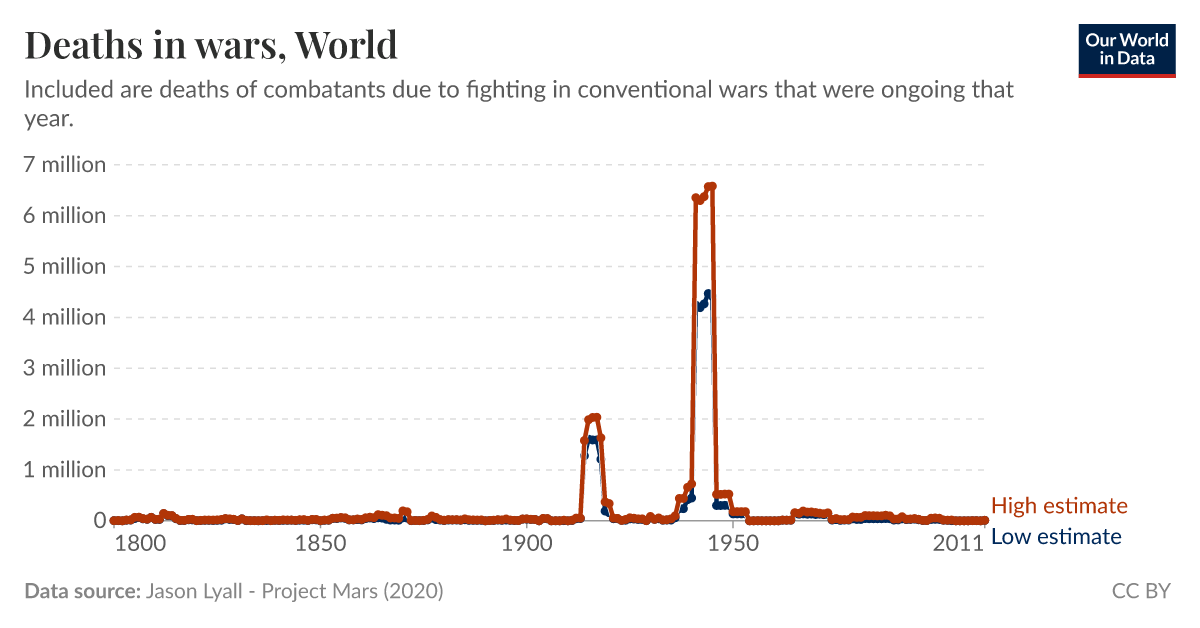 Deaths in wars, World
Our World
in Data
Included are deaths of combatants due to fighting in conventional wars that were ongoing that
year.
7 million
6 million
5 million
4 million
3 million
2 million
1 million
0
1800
1850
1900
1950
2011
High estimate
Low estimate
Data source: Jason Lyall - Project Mars (2020)
CC BY